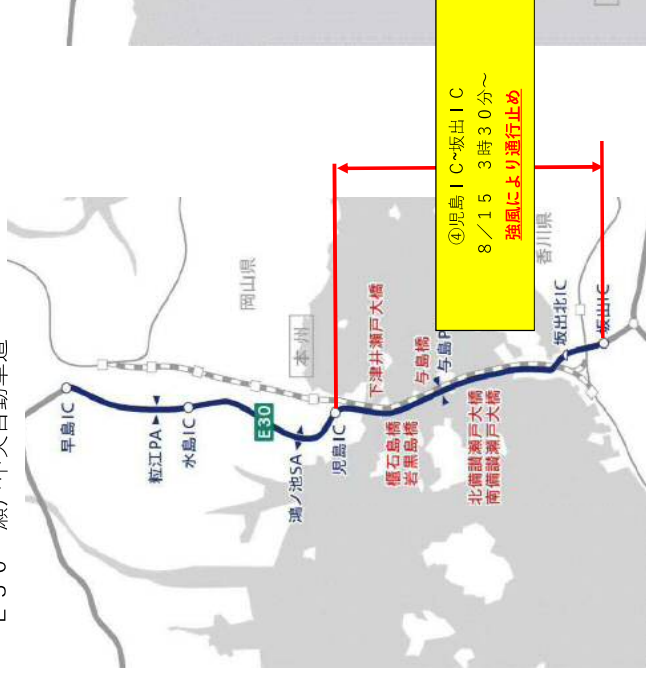 E30 瀬戸中央自動車道
早島IC
粒江PA
水島IC
E30
鴻ノ池SA
児島IC
岡山県
本州
下津井瀬戸大橋
櫃石島橋
岩黒島橋
与島橋
与島P
北備讃瀬戸大橋
南備讃瀬戸大橋
坂出北IC
坂出IC
香川県
④児島ＩＣ~坂出ＩＣ
８／１５　３時３０分～
強風により通行止め